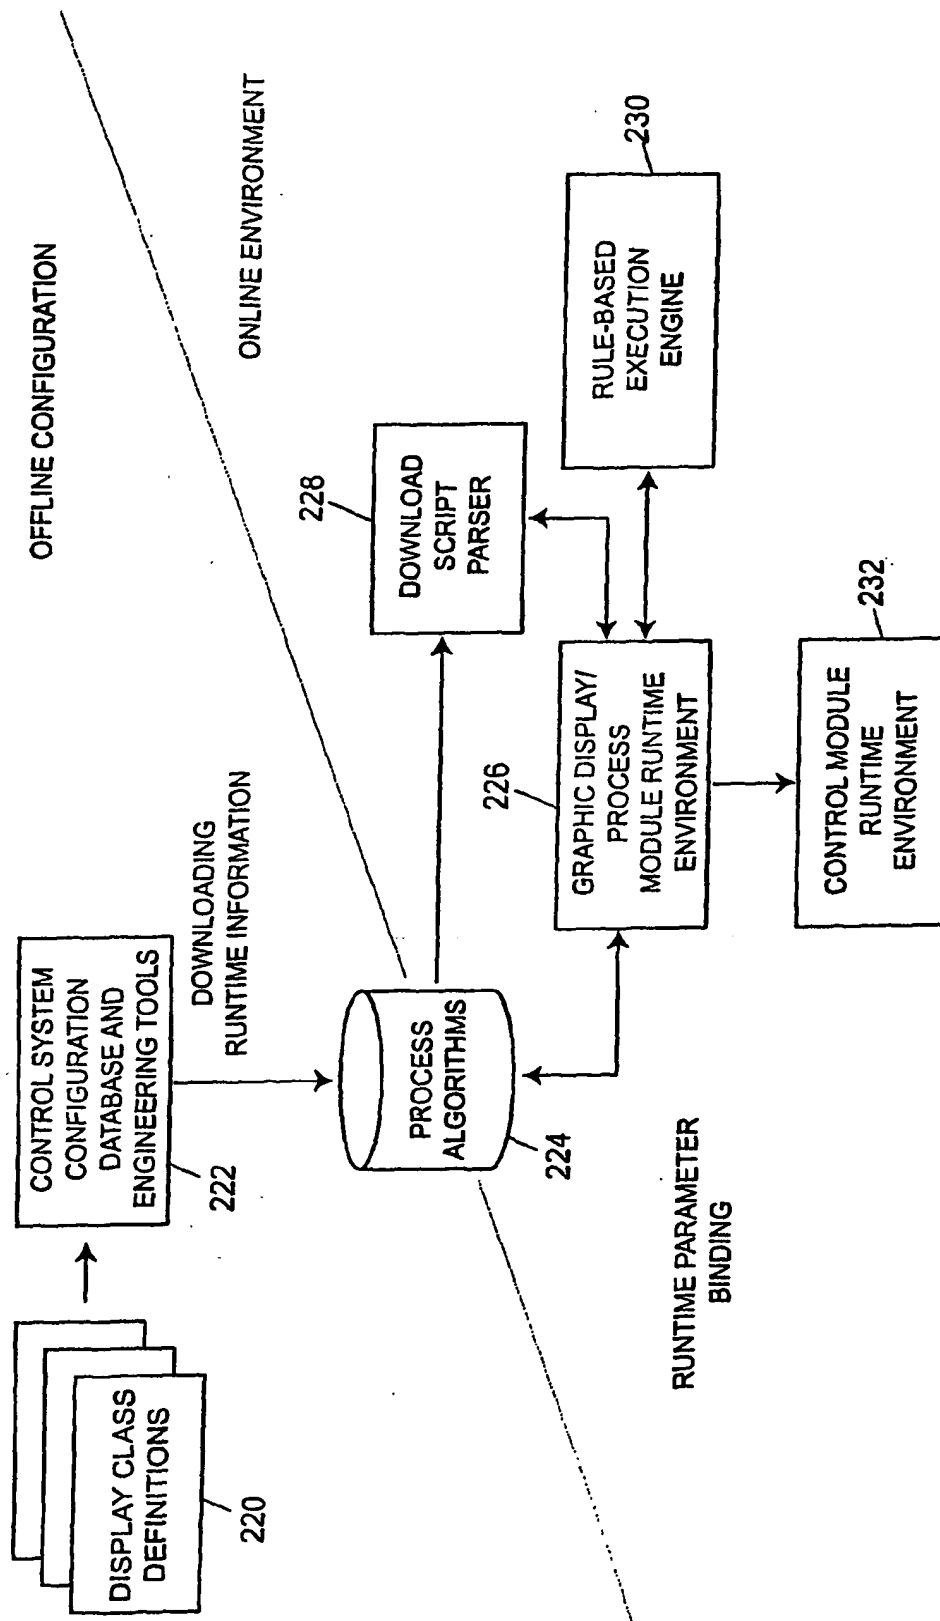 OFFLINE CONFIGURATION
ONLINE ENVIRONMENT
CONTROL SYSTEM
CONFIGURATION
DATABASE AND
ENGINEERING TOOLS
222
DISPLAY CLASS
DEFINITIONS
220
DOWNLOADING
RUNTIME INFORMATION
PROCESS
ALGORITHMS
224
228
DOWNLOAD
SCRIPT
PARSER
226
GRAPHIC DISPLAY/
PROCESS
MODULE RUNTIME
ENVIRONMENT
230
RULE-BASED
EXECUTION
ENGINE
RUNTIME PARAMETER
BINDING
232
CONTROL MODULE
RUNTIME
ENVIRONMENT